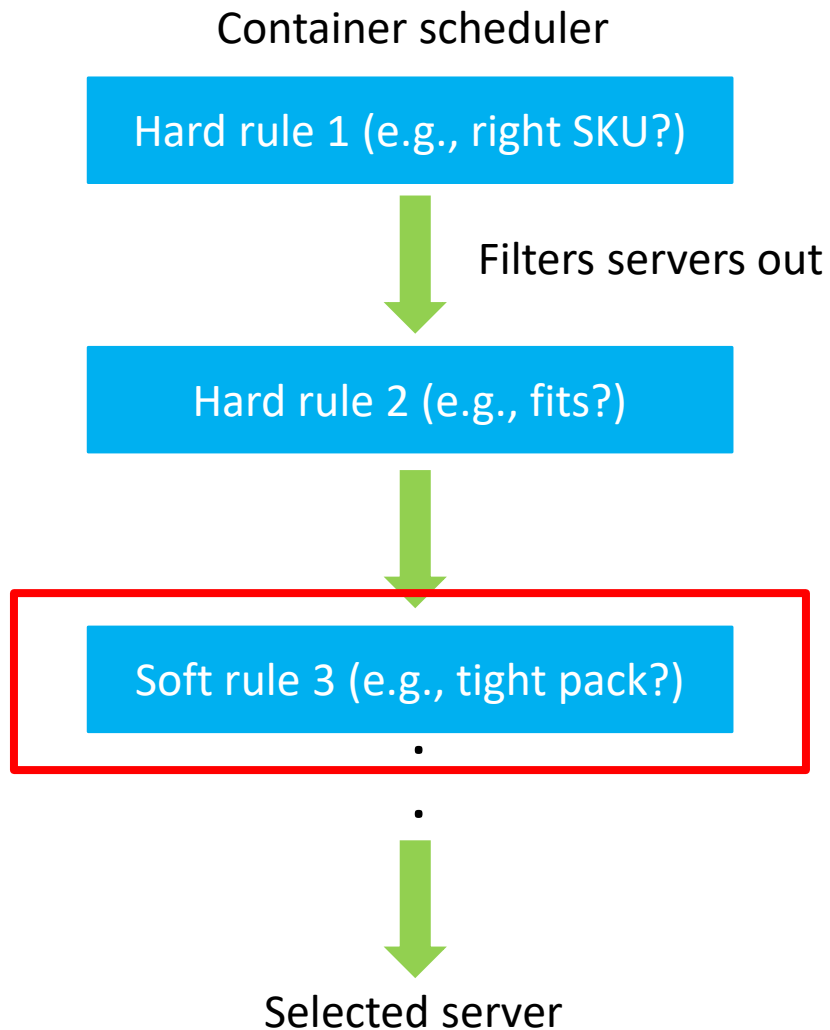 Container scheduler
Hard rule 1 (e.g., right SKU?)
Filters servers out
Hard rule 2 (e.g., fits?)
Soft rule 3 (e.g., tight pack?)
.
.
Selected server